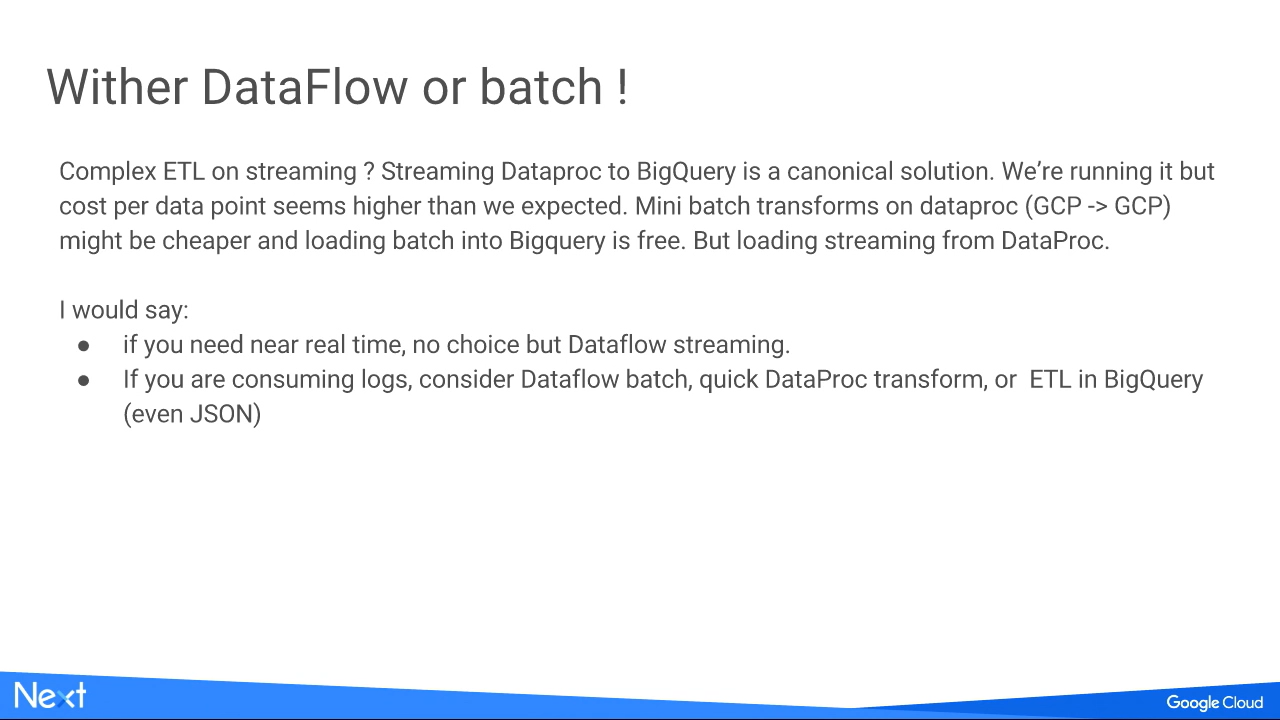 Wither DataFlow or batch !
Complex ETL on streaming ? Streaming Dataproc to BigQuery is a canonical solution. We’re running it but
cost per data point seems higher than we expected. Mini batch transforms on dataproc (GCP -> GCP)
might be cheaper and loading batch into Bigquery is free. But loading streaming from DataProc.
I would say:
● if you need near real time, no choice but Dataflow streaming.
● If you are consuming logs, consider Dataflow batch, quick DataProc transform, or ETL in BigQuery
(even JSON)
Next
Google Cloud